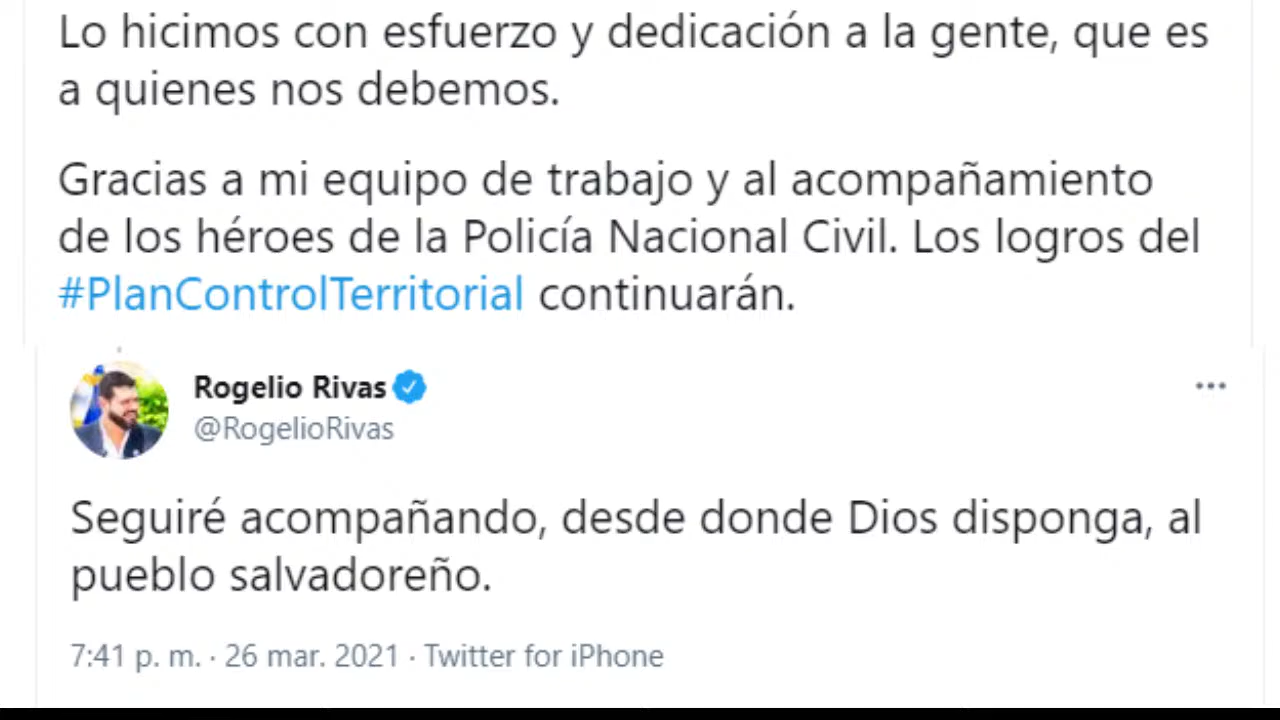 Lo hicimos con esfuerzo y dedicación a la gente, que es
a quienes nos debemos.
Gracias a mi equipo de trabajo y al acompañamiento
de los héroes de la Policía Nacional Civil. Los logros del
#PlanControlTerritorial continuarán.
Rogelio Rivas
@RogelioRivas
Seguiré acompañando, desde donde Dios disponga, al
pueblo salvadoreño.
7:41 p. m. · 26 mar. 2021 · Twitter for iPhone